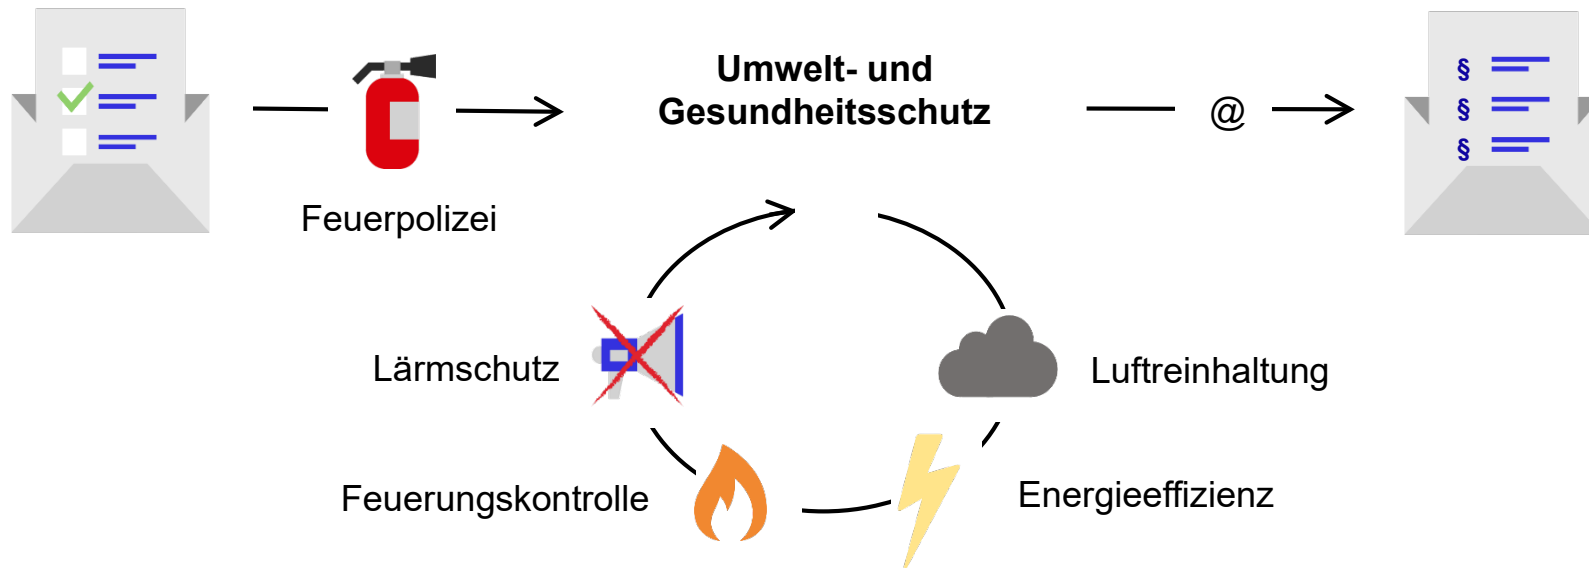 Umwelt- und
Gesundheitsschutz
@
§
§
§
Feuerpolizei
Lärmschutz
Luftreinhaltung
Feuerungskontrolle
Energieeffizienz